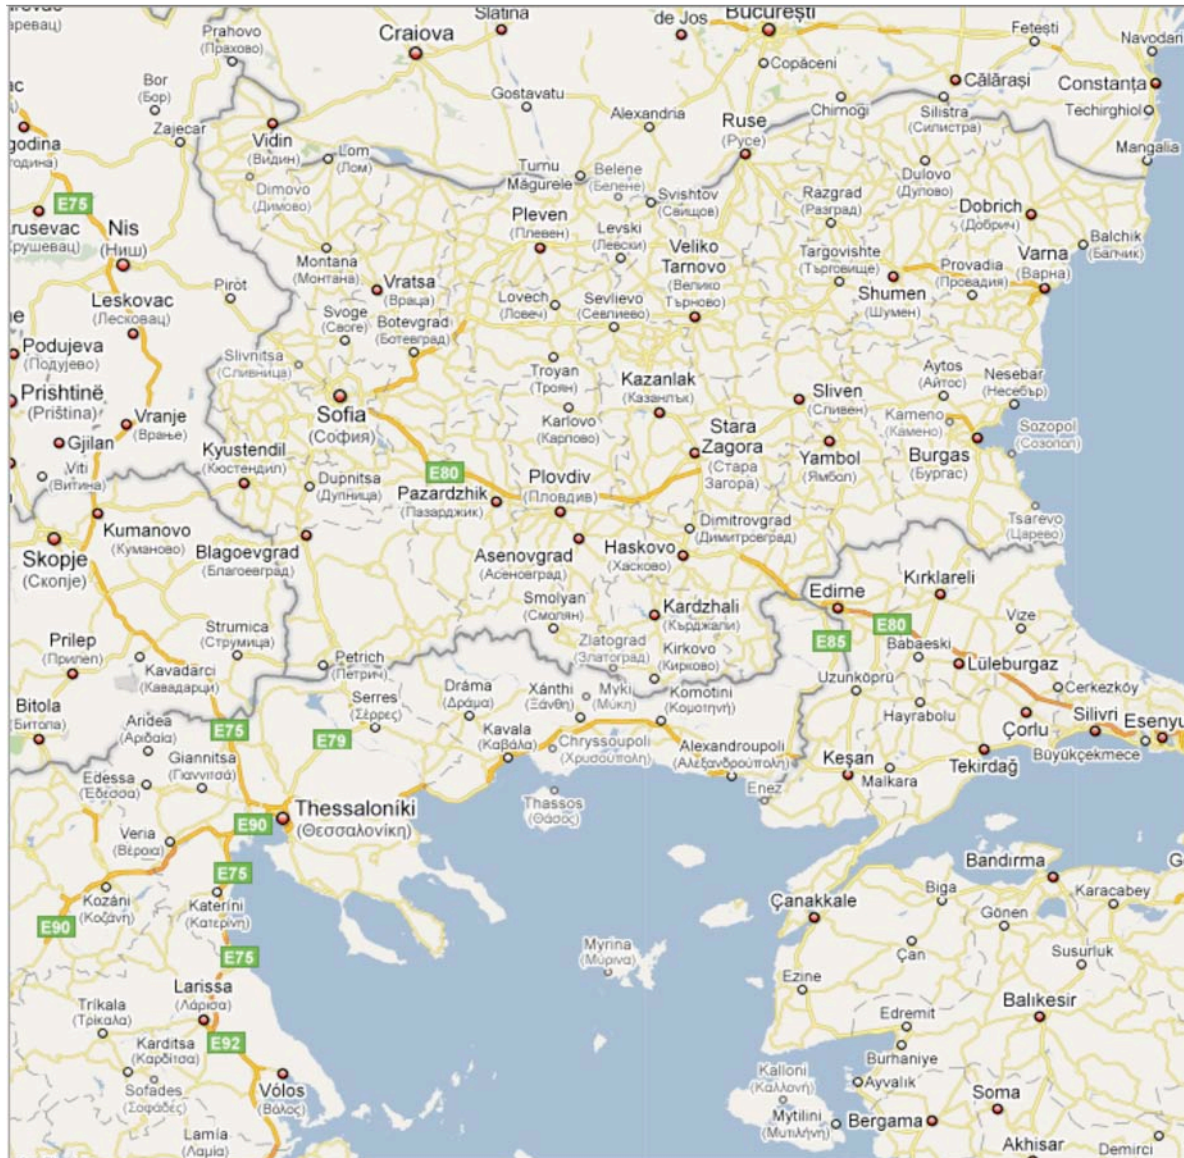 Slatina
de Jos
București
Craiova
Fetești
Navodari
Prahovo
(Прахово)
Copăceni
Călărași
Constanța
Bor
(Бор)
Gostavatu
Alexandria
Chirnogi
Silistra
(Силистра)
Techirghiol
Zajecar
Vidin
(Видин)
Ruse
(Русе)
Mangalia
Lom
(Лом)
Turnu
Măgurele
Belene
(Белене)
Dimovo
(Димово)
Svishtov
(Свищов)
Razgrad
(Разград)
Dulovo
(Дулово)
Dobrich
(Добрич)
E75
Nis
(Ниш)
Pleven
(Плевен)
Levski
(Левски)
Veliko
Tarnovo
(Велико
Търново)
Targovishte
(Търговище)
Balchik
(Балчик)
Varna
(Варна)
Provadia
(Провадия)
Shumen
(Шумен)
Montana
(Монтана)
Pirot
Vratsa
(Враца)
Leskovac
(Лесковац)
Lovech
(Ловеч)
Sevlievo
(Севлиево)
Svoge
(Своге)
Botevgrad
(Ботевград)
Podujeva
(Подујево)
Slivnitsa
(Сливница)
Troyan
(Троян)
Kazanlak
(Казанлък)
Aytos
(Айтос)
Nesebar
(Несебър)
Prishtinë
(Priština)
Sofia
(София)
Sliven
(Сливен)
Karlovo
(Карлово)
Kameno
(Камено)
Sozopol
(Созопол)
Vranje
(Врање)
Gjilan
Stara
Zagora
(Стара
Загора)
Yambol
(Ямбол)
Burgas
(Бургас)
Kyustendil
(Кюстендил)
Viti
(Витина)
E80
Dupnitsa
(Дупница)
Pazardzhik
(Пазарджик)
Plovdiv
(Пловдив)
Tsarevo
(Царево)
Kumanovo
(Куманово)
Dimitrovgrad
(Димитровград)
Skopje
(Скопје)
Blagoevgrad
(Благоевград)
Asenovgrad
(Асеновград)
Haskovo
(Хасково)
Edirne
Kırklareli
Smolyan
(Смолян)
Kardzhali
(Кърджали)
E80
Vize
Prilep
(Прилеп)
Strumica
(Струмица)
Zlatograd
(Златоград)
Kirkovo
(Кирково)
E85
Babaeski
Kavadarci
(Кавадарци)
Petrich
(Петрич)
Lüleburgaz
Uzunköprü
Cerkezköy
Bitola
(Битола)
Aridea
(Αριδαία)
Serres
(Σέρρες)
Dráma
(Δράμα)
Xánthi
(Ξάνθη)
Myki
(Μύκη)
Komotini
(Κομοτηνή)
Hayrabolu
Çorlu
Silivri
Esenyu
E75
E79
Kavala
(Καβάλα)
Chryssoupoli
(Χρυσούπολη)
Alexandroupoli
(Αλεξανδρούπολη)
Büyükçekmece
Giannitsa
(Γιαννιτσά)
Keşan
Malkara
Tekirdağ
Edessa
(Έδεσσα)
Enez
Thessaloníki
(Θεσσαλονίκη)
Thassos
(Θάσος)
E90
Veria
(Βέροια)
Bandırma
E75
Kozáni
(Κοζάνη)
Kateríni
(Κατερίνη)
Çanakkale
Biga
Karacabey
E90
Gönen
Myrina
(Μύρινα)
Çan
Susurluk
E75
Larissa
(Λάρισα)
Ezine
Balıkesir
Tríkala
(Τρίκαλα)
Edremit
Karditsa
(Καρδίτσα)
E92
Burhaniye
Sofades
(Σοφάδες)
Vólos
(Βόλος)
Kalloni
(Καλλονή)
Ayvalık
Soma
Mytilini
(Μυτιλήνη)
Bergama
Lamía
(Λαμία)
Akhisar
Demirci